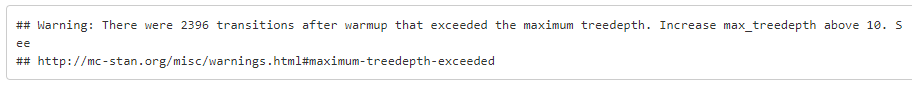 ## Warning: There were 2396 transitions after warmup that exceeded the maximum treedepth. Increase max_treedepth above 10. S
ee
## http://mc-stan.org/misc/warnings.html#maximum-treedepth-exceeded